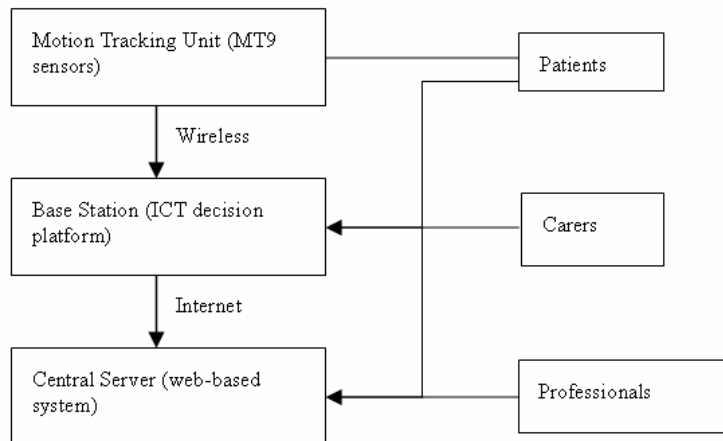 Motion Tracking Unit (MT9
sensors)
Patients
Wireless
Base Station (ICT decision
platform)
Carers
Internet
Central Server (web-based
system)
Professionals